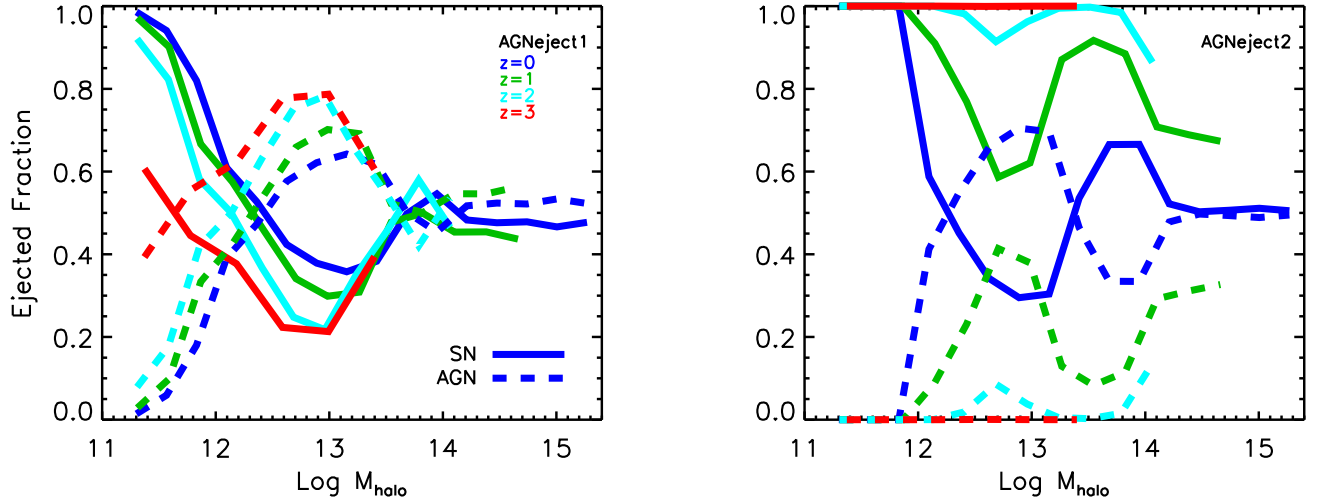 1.0
0.8
0.6
0.4
0.2
0.0
Ejected Fraction
AGNeject1
z=0
z=1
z=2
z=3
SN
AGN
11 12 13 14 15
Log M_halo
1.0
0.8
0.6
0.4
0.2
0.0
AGNeject2
11 12 13 14 15
Log M_halo